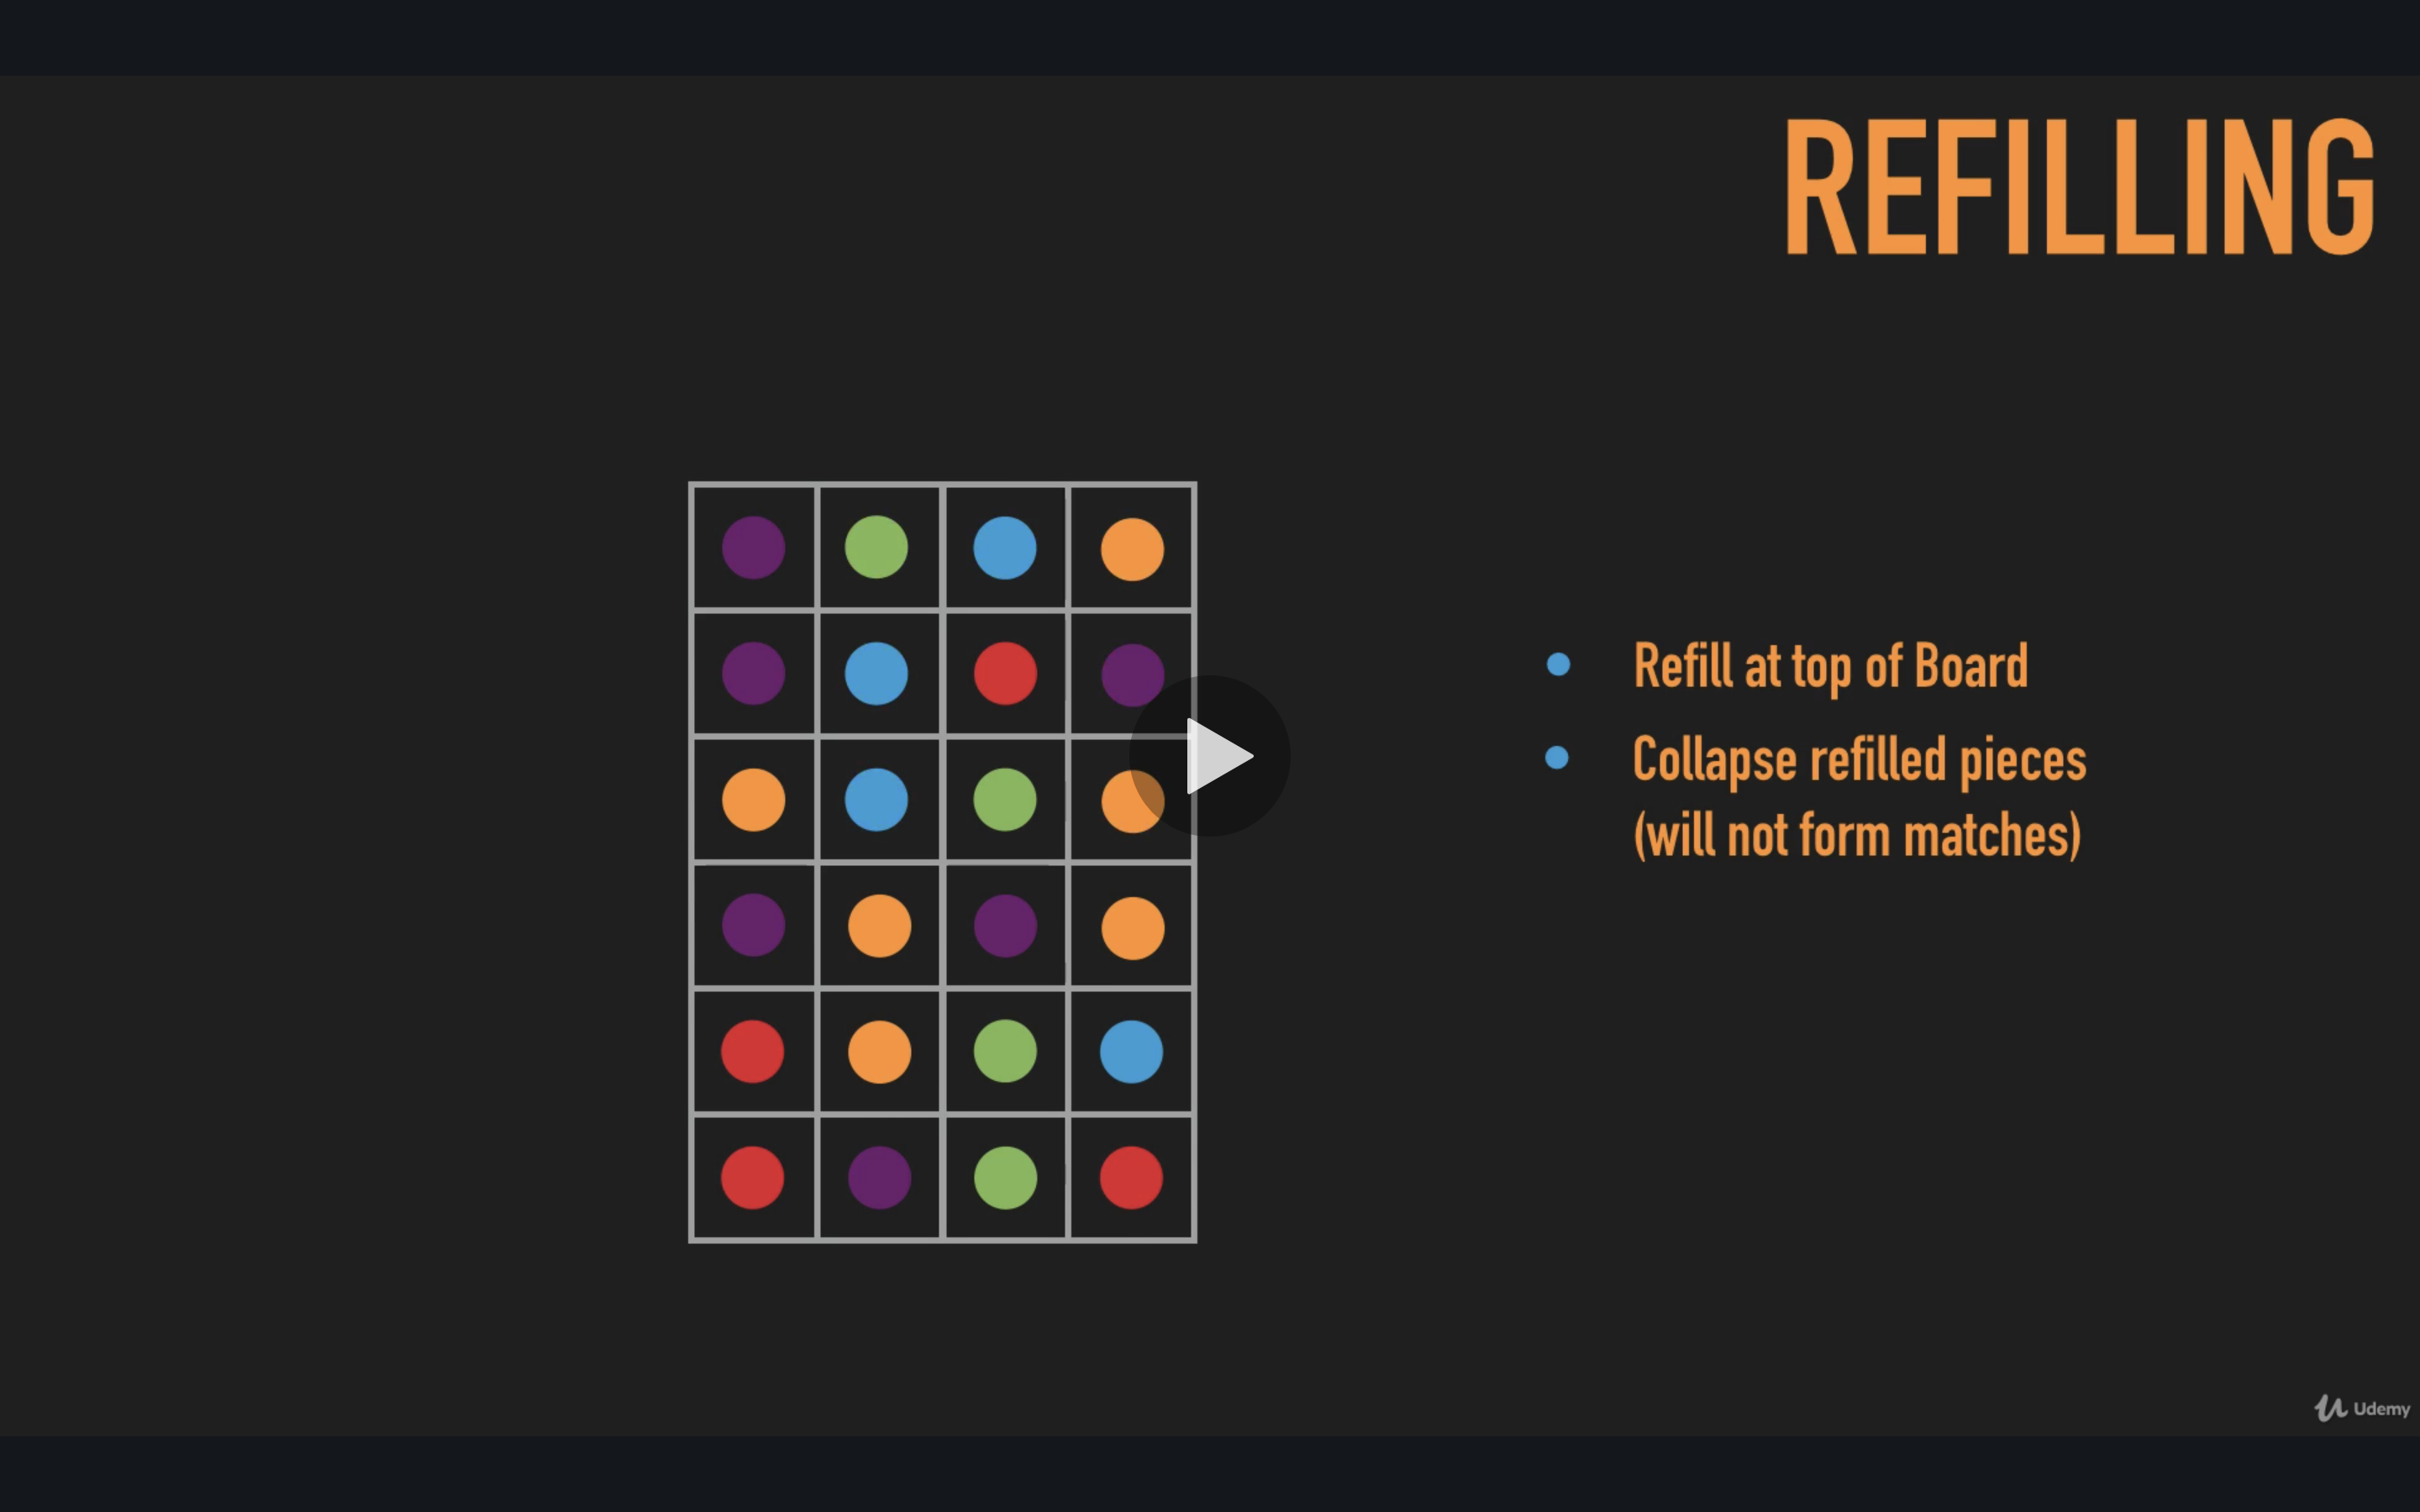 REFILLING
Refill at top of Board
Collapse refilled pieces
(will not form matches)
Udemy